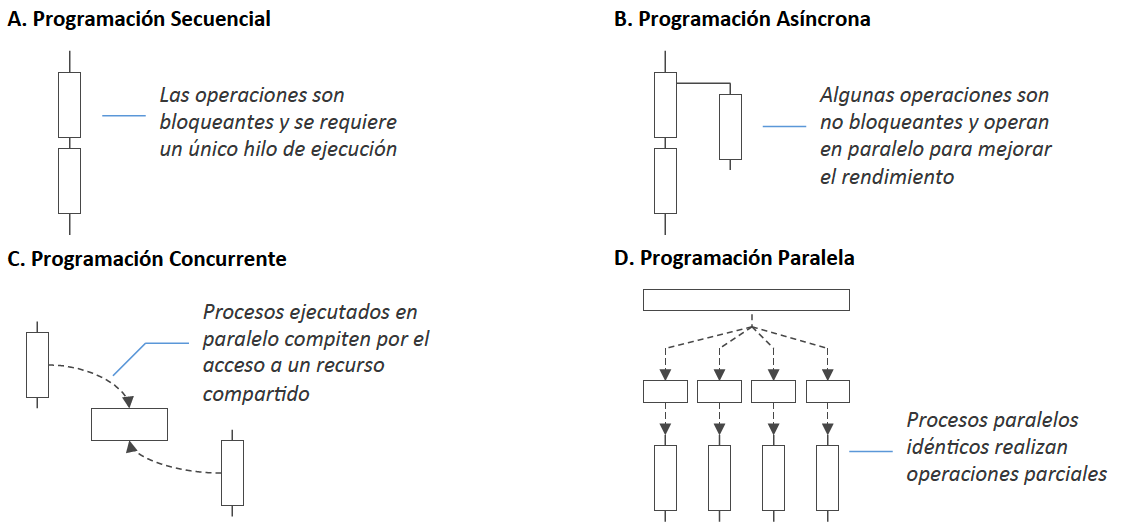 A. Programación Secuencial
Las operaciones son
bloqueantes y se requiere
un único hilo de ejecución
B. Programación Asíncrona
Algunas operaciones son
no bloqueantes y operan
en paralelo para mejorar
el rendimiento
C. Programación Concurrente
Procesos ejecutados en
paralelo compiten por el
acceso a un recurso
compartido
D. Programación Paralela
Procesos paralelos
idénticos realizan
operaciones parciales